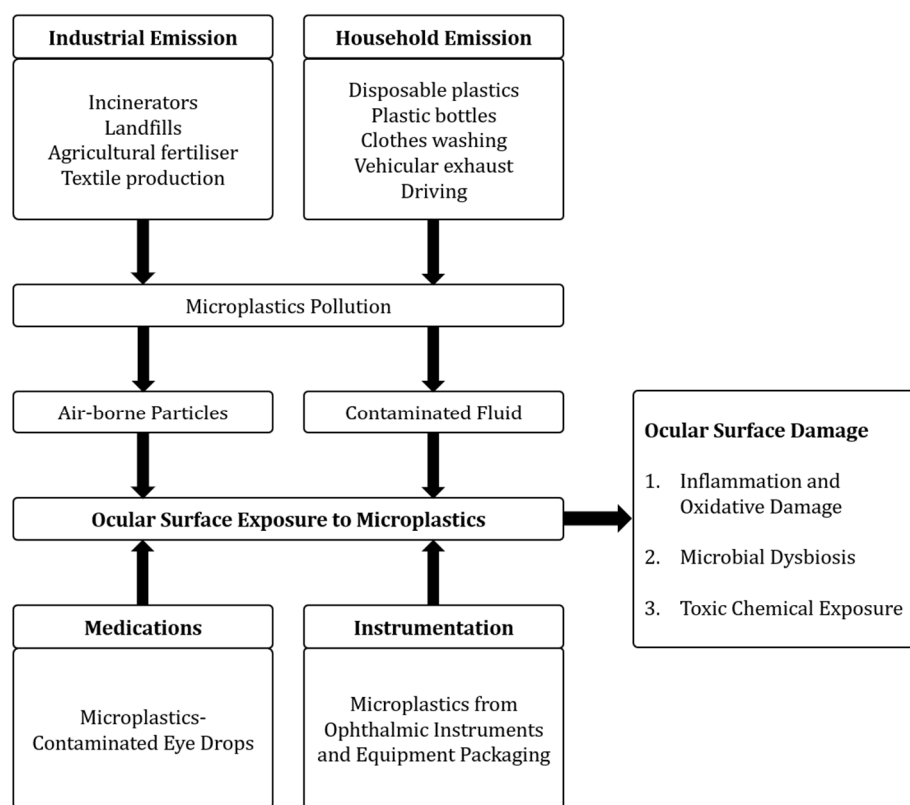 Industrial Emission
Incinerators
Landfills
Agricultural fertiliser
Textile production
Household Emission
Disposable plastics
Plastic bottles
Clothes washing
Vehicular exhaust
Driving
Microplastics Pollution
Air-borne Particles
Contaminated Fluid
Ocular Surface Exposure to Microplastics
Medications
Microplastics-
Contaminated Eye Drops
Instrumentation
Microplastics from
Ophthalmic Instruments
and Equipment Packaging
Ocular Surface Damage
1. Inflammation and
Oxidative Damage
2. Microbial Dysbiosis
3. Toxic Chemical Exposure